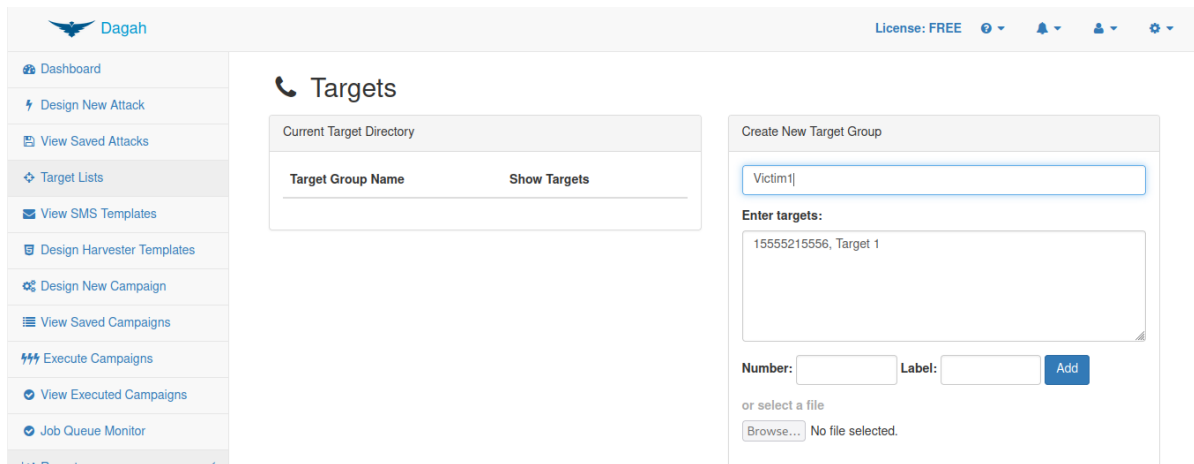 Dagah
License: FREE
Dashboard
Design New Attack
View Saved Attacks
Target Lists
View SMS Templates
Design Harvester Templates
Design New Campaign
View Saved Campaigns
Execute Campaigns
View Executed Campaigns
Job Queue Monitor
Targets
Current Target Directory
Target Group Name Show Targets
Create New Target Group
Victim1
Enter targets:
15555215556, Target 1
Number: Label: Add
or select a file
Browse... No file selected.